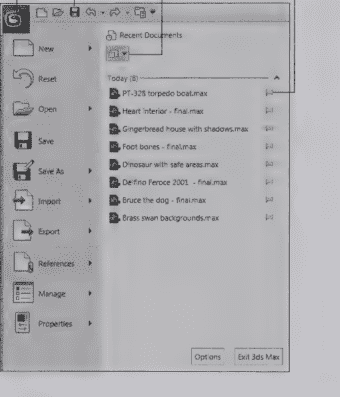 Recent Documents
New
Today (8)
Reset
PT-328 torpedo boat.max
Heart interior - final.max
Open
Gingerbread house with shadows.max
Save
Foot bones - final.max
Save As
Dinosaur with safe areas.max
Delfino Feroce 2001 - final.max
Import
Bruce the dog - final.max
Brass swan backgrounds.max
Export
References
Manage
Properties
Options
Exit 3ds Max